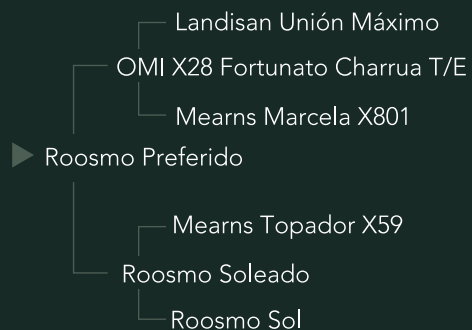 Landisan Unión Máximo
OMI X28 Fortunato Charrua T/E
Mearns Marcela X801
Roosmo Preferido
Mearns Topador X59
Roosmo Soleado
Roosmo Sol